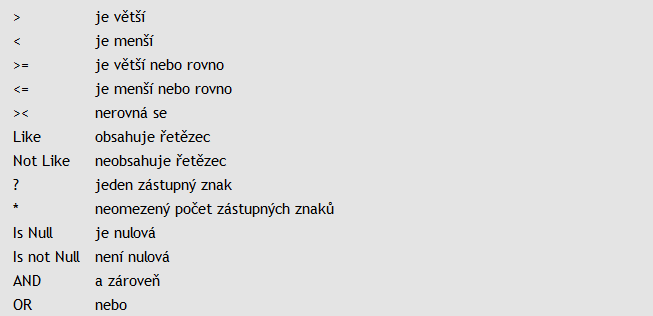 > je větší
< je menší
>= je větší nebo rovno
<= je menší nebo rovno
>< nerovná se
Like obsahuje řetězec
Not Like neobsahuje řetězec
? jeden zástupný znak
* neomezený počet zástupných znaků
Is Null je nulová
Is not Null není nulová
AND a zároveň
OR nebo